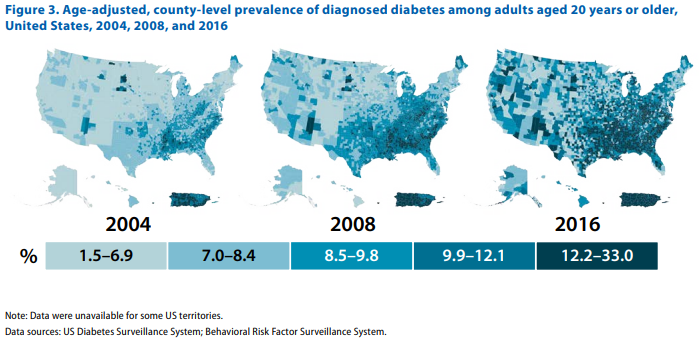 Figure 3. Age-adjusted, county-level prevalence of diagnosed diabetes among adults aged 20 years or older,
United States, 2004, 2008, and 2016
2004 2008 2016
% 1.5–6.9 7.0–8.4 8.5–9.8 9.9–12.1 12.2–33.0
Note: Data were unavailable for some US territories.
Data sources: US Diabetes Surveillance System; Behavioral Risk Factor Surveillance System.